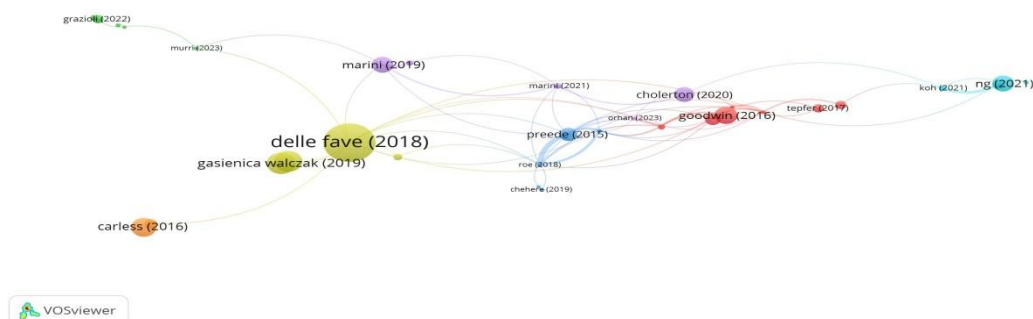 grazioli (2022)
murri (2023)
marini (2019)
marini (2021)
cholerton (2020)
koh (2021)
ng (2021)
tepfer (2017)
orhan (2023)
goodwin (2016)
preede (2015)
delle fave (2018)
gasienica walczak (2019)
roe (2018)
chehere (2019)
carless (2016)
VOSviewer